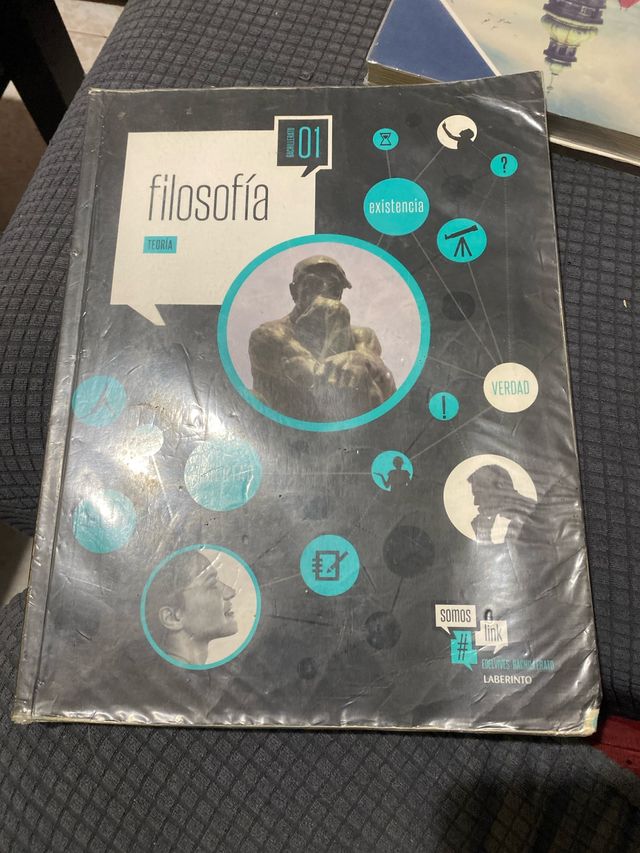 BACHILLERATO 01
filosofía
TEORÍA
?
existencia
VERDAD
!
somos
#
link
EDELVIVES BACHILLERATO
LABERINTO